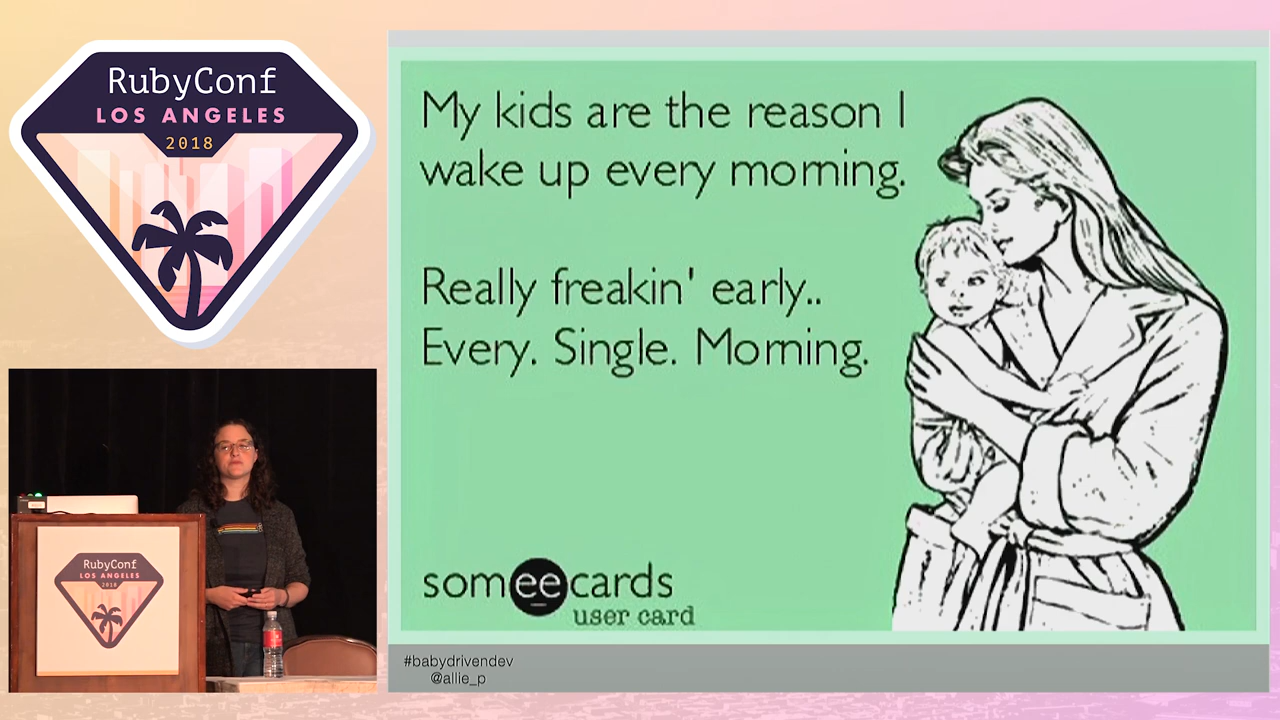 RubyConf
LOS ANGELES
2018
My kids are the reason I
wake up every morning.
Really freakin' early..
Every. Single. Morning.
someecards
user card
#babydrivendev
@allie_p
RubyConf
LOS ANGELES
2018